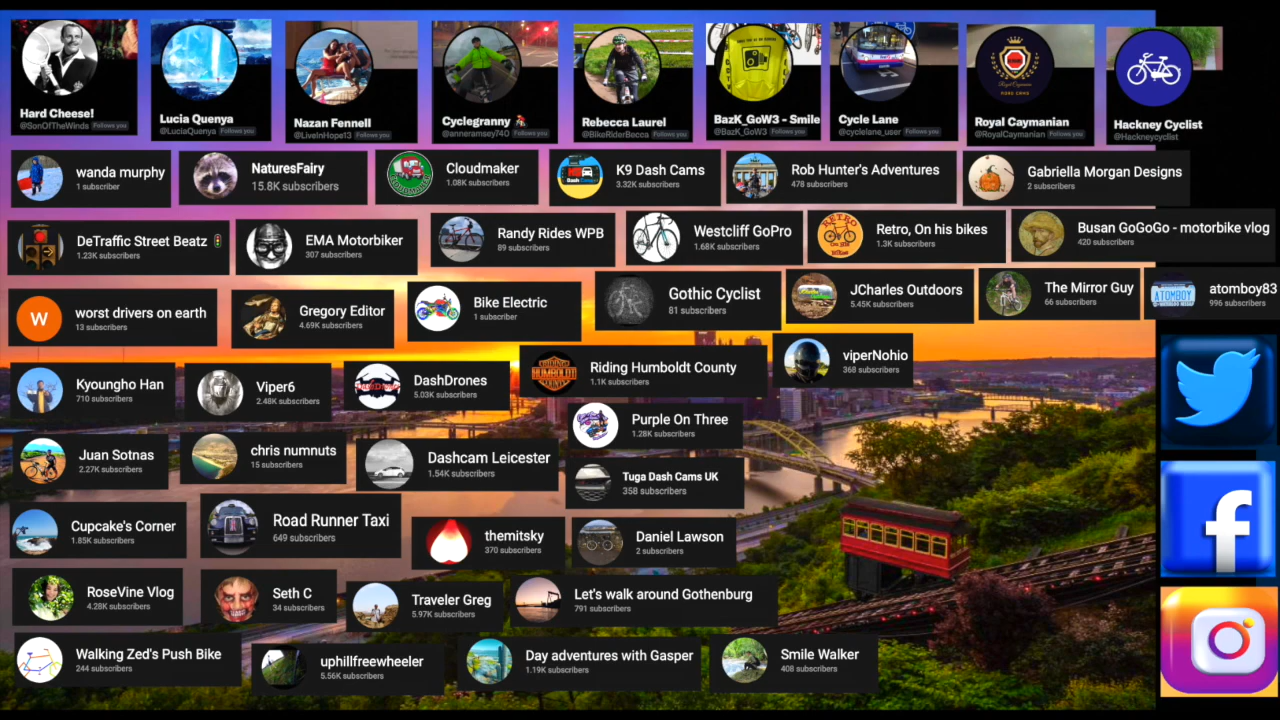 Hard Cheese!
@SonOfTheWinds Follows you
Lucia Quenya
@LuciaQuenya Follows you
Nazan Fennell
@LiveInHope13 Follows you
Cyclegranny
@anneramsey740 Follows you
Rebecca Laurel
@BikeRiderBecca Follows you
BazK_GoW3 - Smile
@BazK_GoW3 Follows you
Cycle Lane
@cyclelane_user Follows you
Royal Caymanian
ROAD CAMS
Royal Caymanian
@RoyalCaymanian Follows you
Hackney Cyclist
@Hackneycyclist
wanda murphy
1 subscriber
NaturesFairy
15.8K subscribers
Cloudmaker
1.08K subscribers
K9 Dash Cams
3.32K subscribers
Rob Hunter's Adventures
478 subscribers
Gabriella Morgan Designs
2 subscribers
DeTraffic Street Beatz
1.23K subscribers
EMA Motorbiker
307 subscribers
Randy Rides WPB
89 subscribers
Westcliff GoPro
1.68K subscribers
RETRO
Retro, On his bikes
1.3K subscribers
Busan GoGoGo - motorbike vlog
420 subscribers
W
worst drivers on earth
13 subscribers
Gregory Editor
4.69K subscribers
Bike Electric
1 subscriber
Gothic Cyclist
81 subscribers
JCharles Outdoors
5.45K subscribers
The Mirror Guy
66 subscribers
ATOMBOY
atomboy83
996 subscribers
Kyoungho Han
710 subscribers
Viper6
2.48K subscribers
DashDrones
5.03K subscribers
RIDING
HUMBOLDT
COUNTY
Riding Humboldt County
1.1K subscribers
viperNohio
368 subscribers
Purple On Three
1.28K subscribers
Juan Sotnas
2.27K subscribers
chris numnuts
15 subscribers
Dashcam Leicester
1.54K subscribers
Tuga Dash Cams UK
358 subscribers
Cupcake's Corner
1.85K subscribers
Road Runner Taxi
649 subscribers
themitsky
370 subscribers
Daniel Lawson
2 subscribers
RoseVine Vlog
4.28K subscribers
Seth C
34 subscribers
Traveler Greg
5.97K subscribers
Let's walk around Gothenburg
791 subscribers
Walking Zed's Push Bike
244 subscribers
uphillfreewheeler
5.56K subscribers
Day adventures with Gasper
1.19K subscribers
Smile Walker
408 subscribers